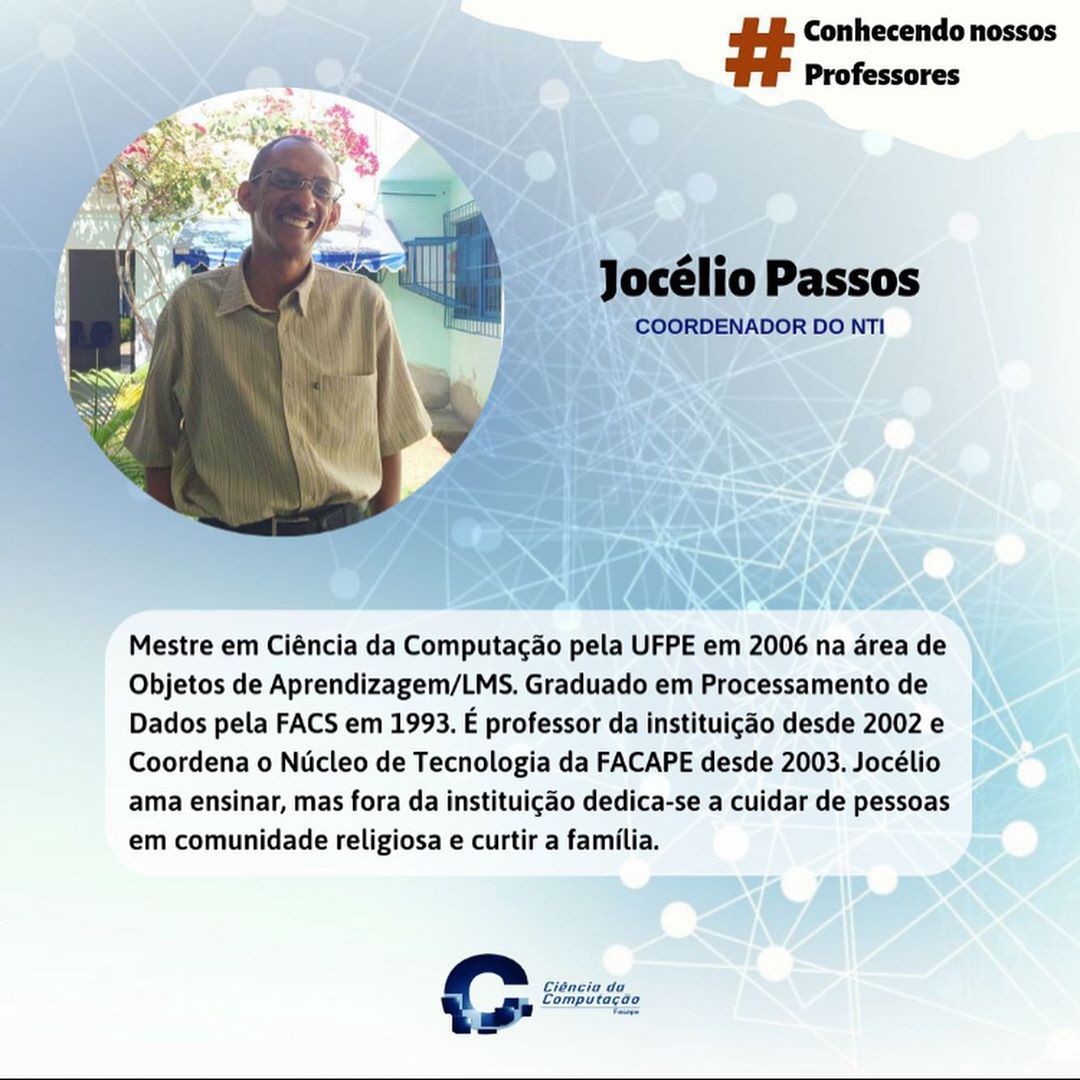 # Conhecendo nossos
Professores
Jocélio Passos
COORDENADOR DO NTI
Mestre em Ciência da Computação pela UFPE em 2006 na área de
Objetos de Aprendizagem/LMS. Graduado em Processamento de
Dados pela FACS em 1993. É professor da instituição desde 2002 e
Coordena o Núcleo de Tecnologia da FACAPE desde 2003. Jocélio
ama ensinar, mas fora da instituição dedica-se a cuidar de pessoas
em comunidade religiosa e curtir a família.
Ciência da
Computação
Facape